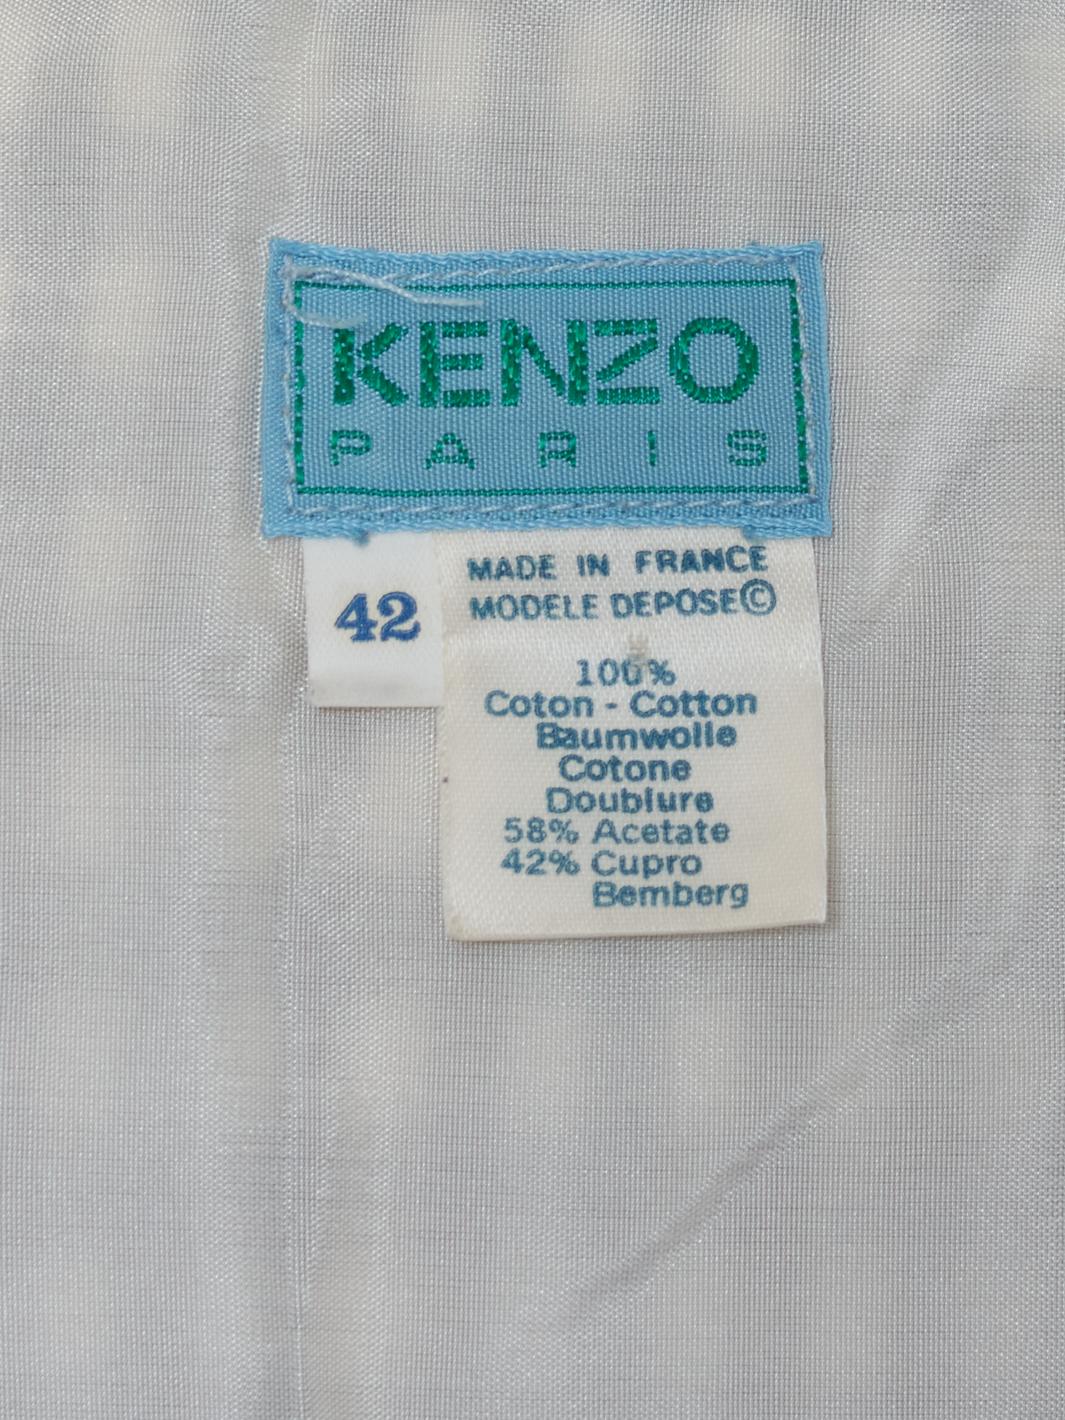 KENZO
PARIS
42
MADE IN FRANCE
MODELE DEPOSE©
100%
Coton - Cotton
Baumwolle
Cotone
Doublure
58% Acetate
42% Cupro
Bemberg